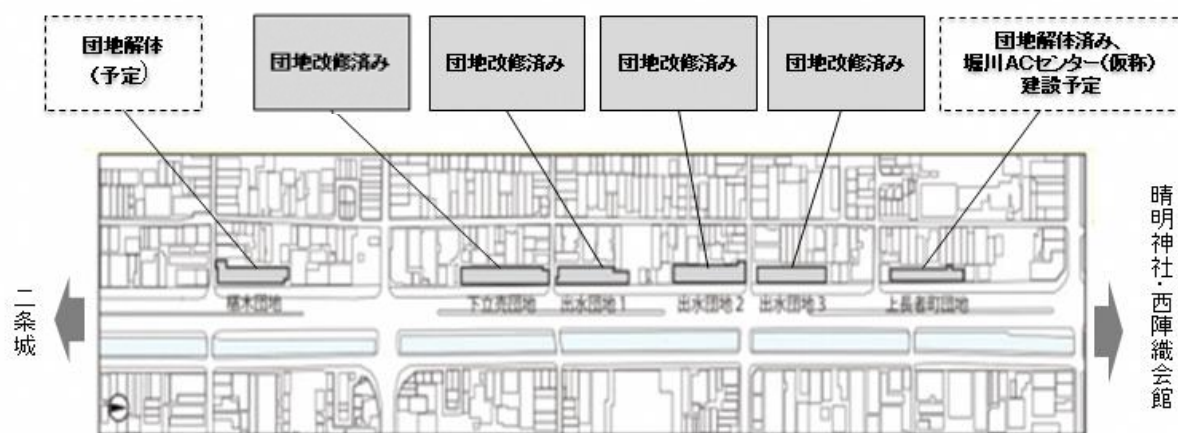 団地解体
(予定)
団地改修済み
団地改修済み
団地改修済み
団地改修済み
団地解体済み、
堀川ACセンター(仮称)
建設予定
二条城
晴明神社・西陣織会館
椹木団地
下立売団地
出水団地1
出水団地2
出水団地3
上長者町団地